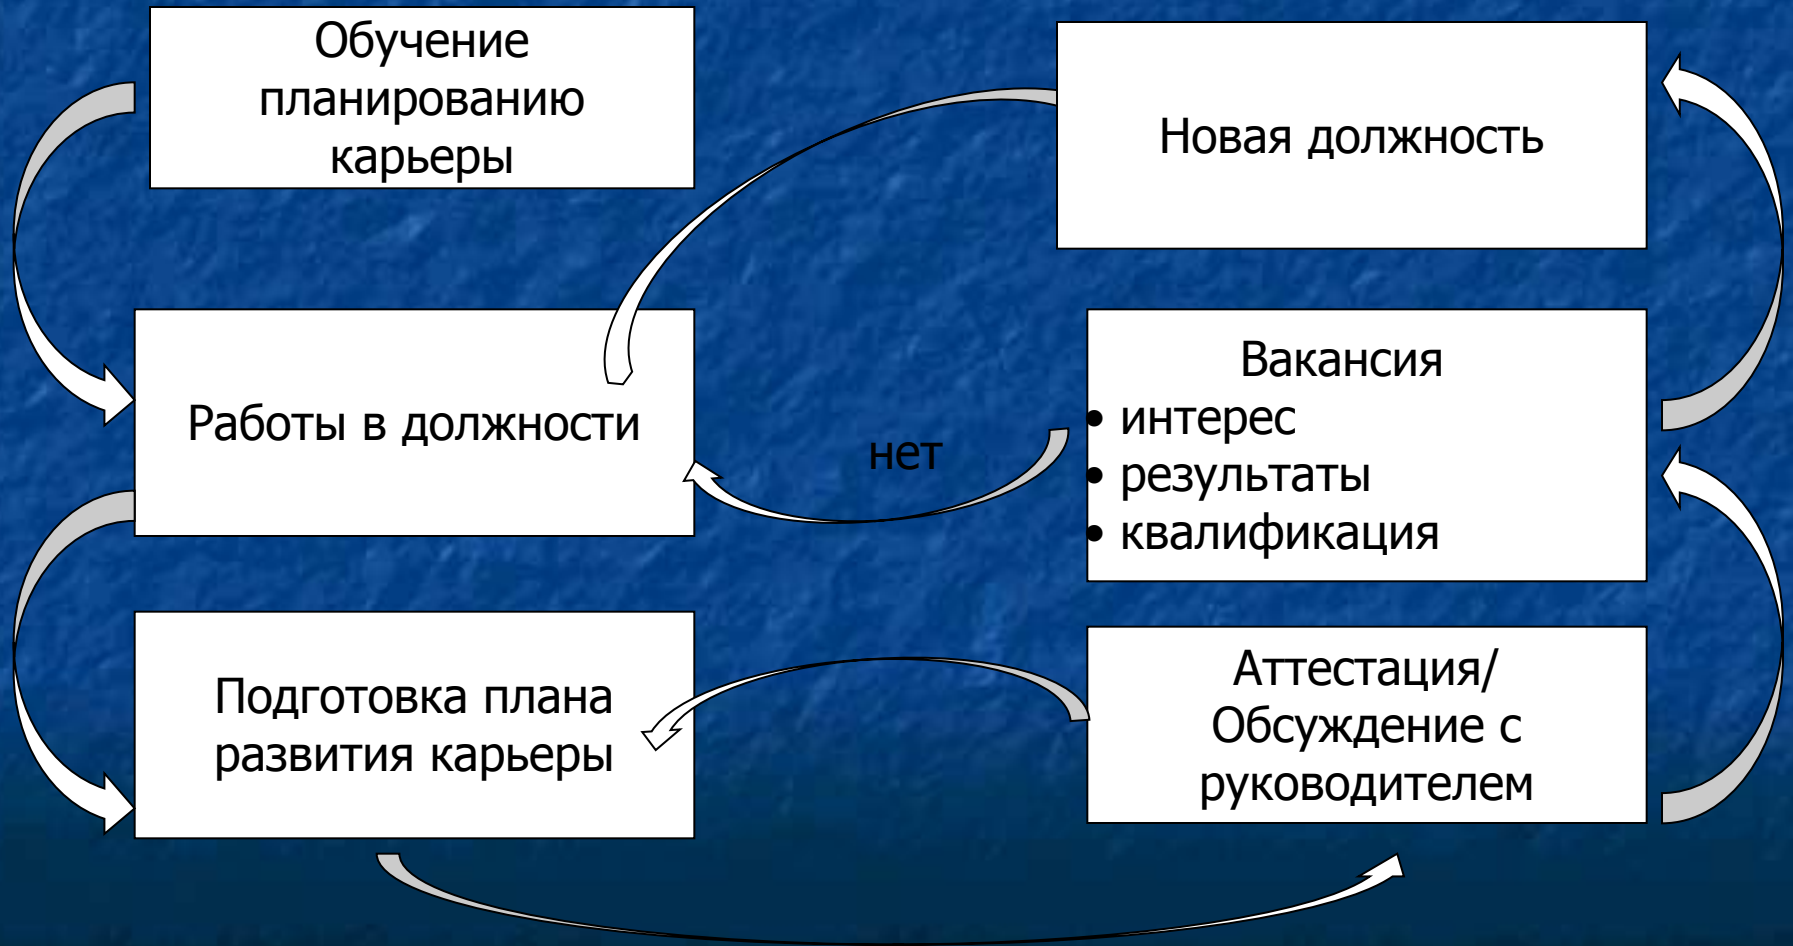 Обучение
планированию
карьеры
Новая должность
Работы в должности
нет
Вакансия
• интерес
• результаты
• квалификация
Подготовка плана
развития карьеры
Аттестация/
Обсуждение с
руководителем